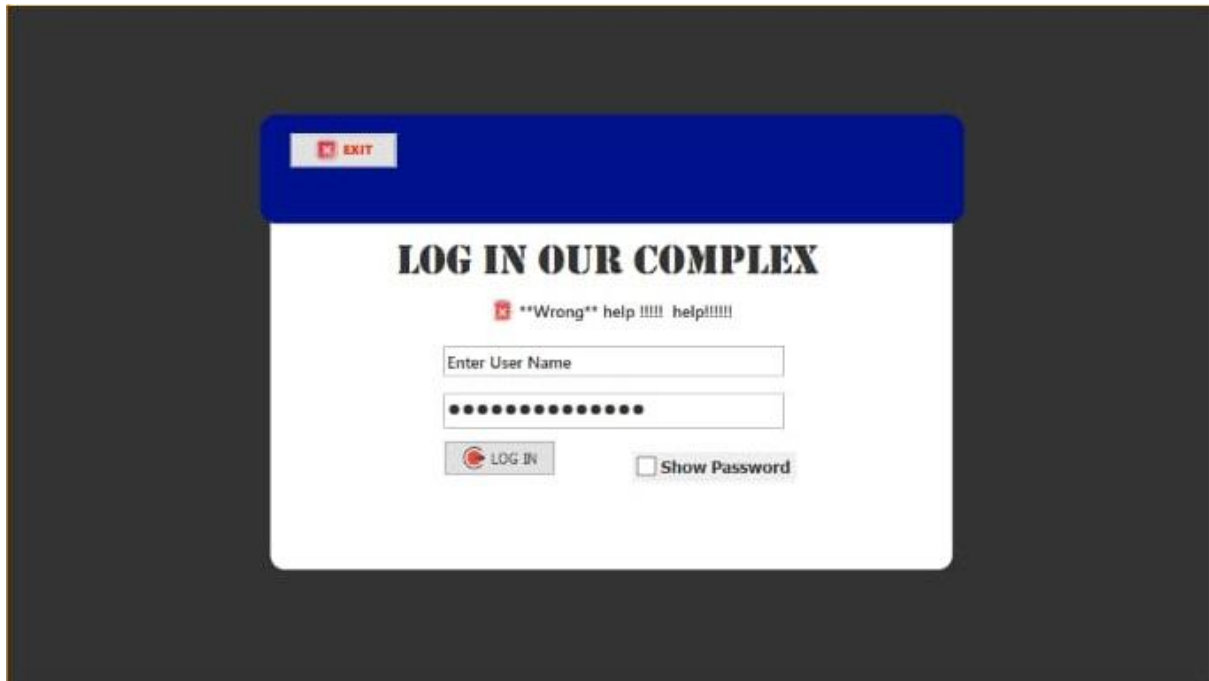 EXIT
LOG IN OUR COMPLEX
**Wrong** help !!!!! help!!!!!!
Enter User Name
●●●●●●●●●●●●●●
LOG IN
Show Password